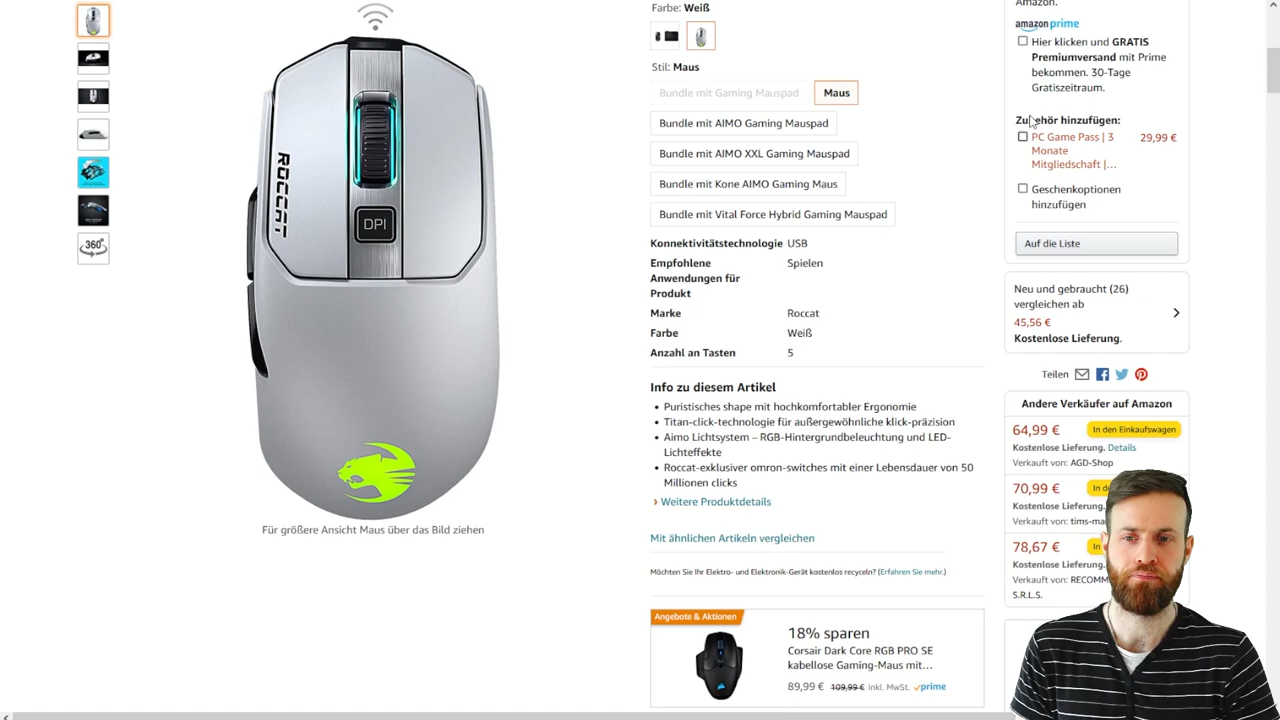 ROCCAT
DPI
360°
Für größere Ansicht Maus über das Bild ziehen
Farbe: Weiß
Stil: Maus
Bundle mit Gaming Mauspad
Maus
Bundle mit AIMO Gaming Mauspad
Bundle mit AIMO XXL Gaming Mauspad
Bundle mit Kone AIMO Gaming Maus
Bundle mit Vital Force Hybrid Gaming Mauspad
Konnektivitätstechnologie USB
Empfohlene Spielen
Anwendungen für
Produkt
Marke Roccat
Farbe Weiß
Anzahl an Tasten 5
Info zu diesem Artikel
• Puristisches shape mit hochkomfortabler Ergonomie
• Titan-click-technologie für außergewöhnliche klick-präzision
• Aimo Lichtsystem – RGB-Hintergrundbeleuchtung und LED-
Lichteffekte
• Roccat-exklusiver omron-switches mit einer Lebensdauer von 50
Millionen clicks
› Weitere Produktdetails
Mit ähnlichen Artikeln vergleichen
Möchten Sie Ihr Elektro- und Elektronik-Gerät kostenlos recyceln? (Erfahren Sie mehr.)
Angebote & Aktionen
18% sparen
Corsair Dark Core RGB PRO SE
kabellose Gaming-Maus mit…
89,99 € 109,99 € inkl. MwSt. prime
Amazon.
amazon prime
Hier klicken und GRATIS
Premiumversand mit Prime
bekommen. 30-Tage
Gratiszeitraum.
Zubehör hinzufügen:
PC Game Pass | 3 29,99 €
Monate
Mitgliedschaft |…
Geschenkoptionen
hinzufügen
Auf die Liste
Neu und gebraucht (26)
vergleichen ab
45,56 €
Kostenlose Lieferung.
Teilen
Andere Verkäufer auf Amazon
64,99 € In den Einkaufswagen
Kostenlose Lieferung. Details
Verkauft von: AGD-Shop
70,99 €
Kostenlose Lieferung.
Verkauft von:
78,67 €
Kostenlose Lieferung.
Verkauft von:
S.R.L.S.